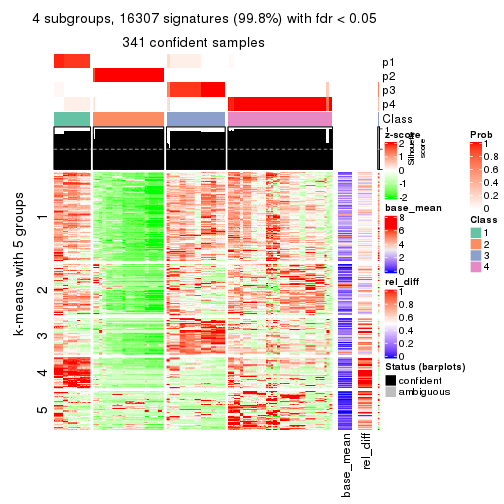 4 subgroups, 16307 signatures (99.8%) with fdr < 0.05
341 confident samples
p1
p2
p3
p4
Class
1
Silhouette
score
k-means with 5 groups
1
2
3
4
5
base_mean
rel_diff
z-score
2
1
0
-1
-2
base_mean
8
6
4
2
0
rel_diff
1
0.8
0.6
0.4
0.2
0
Status (barplots)
confident
ambiguous
Prob
1
0.8
0.6
0.4
0.2
0
Class
1
2
3
4